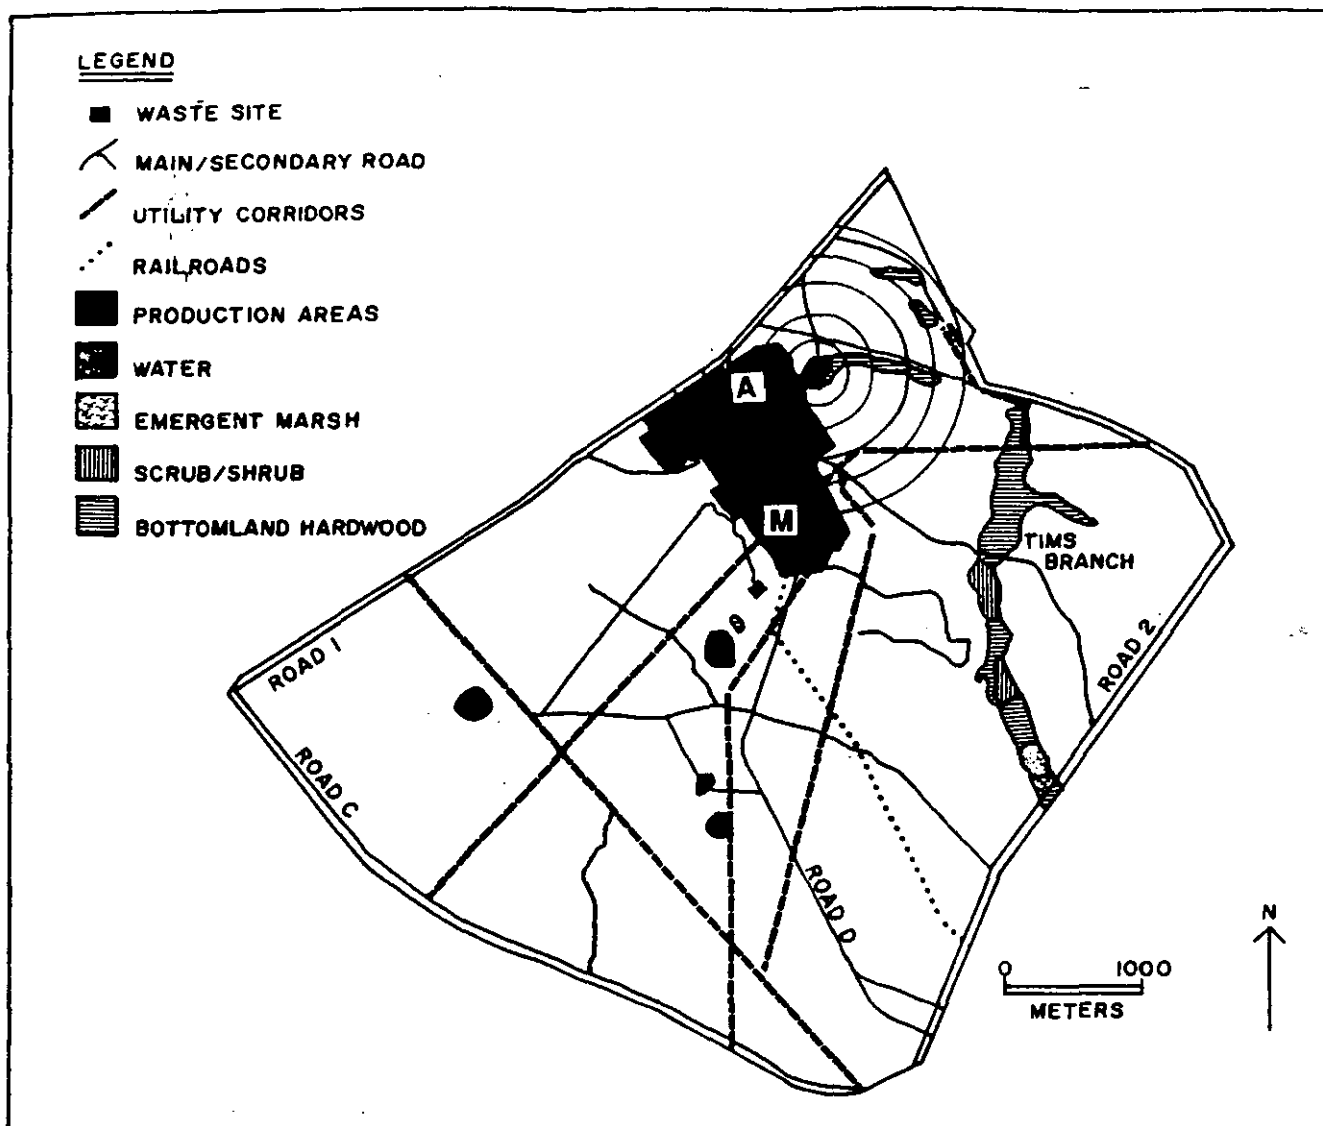 LEGEND
WASTE SITE
MAIN/SECONDARY ROAD
UTILITY CORRIDORS
RAILROADS
PRODUCTION AREAS
WATER
EMERGENT MARSH
SCRUB/SHRUB
BOTTOMLAND HARDWOOD
A
M
TIMS
BRANCH
ROAD 1
ROAD 2
ROAD C
ROAD D
N
0 1000
METERS